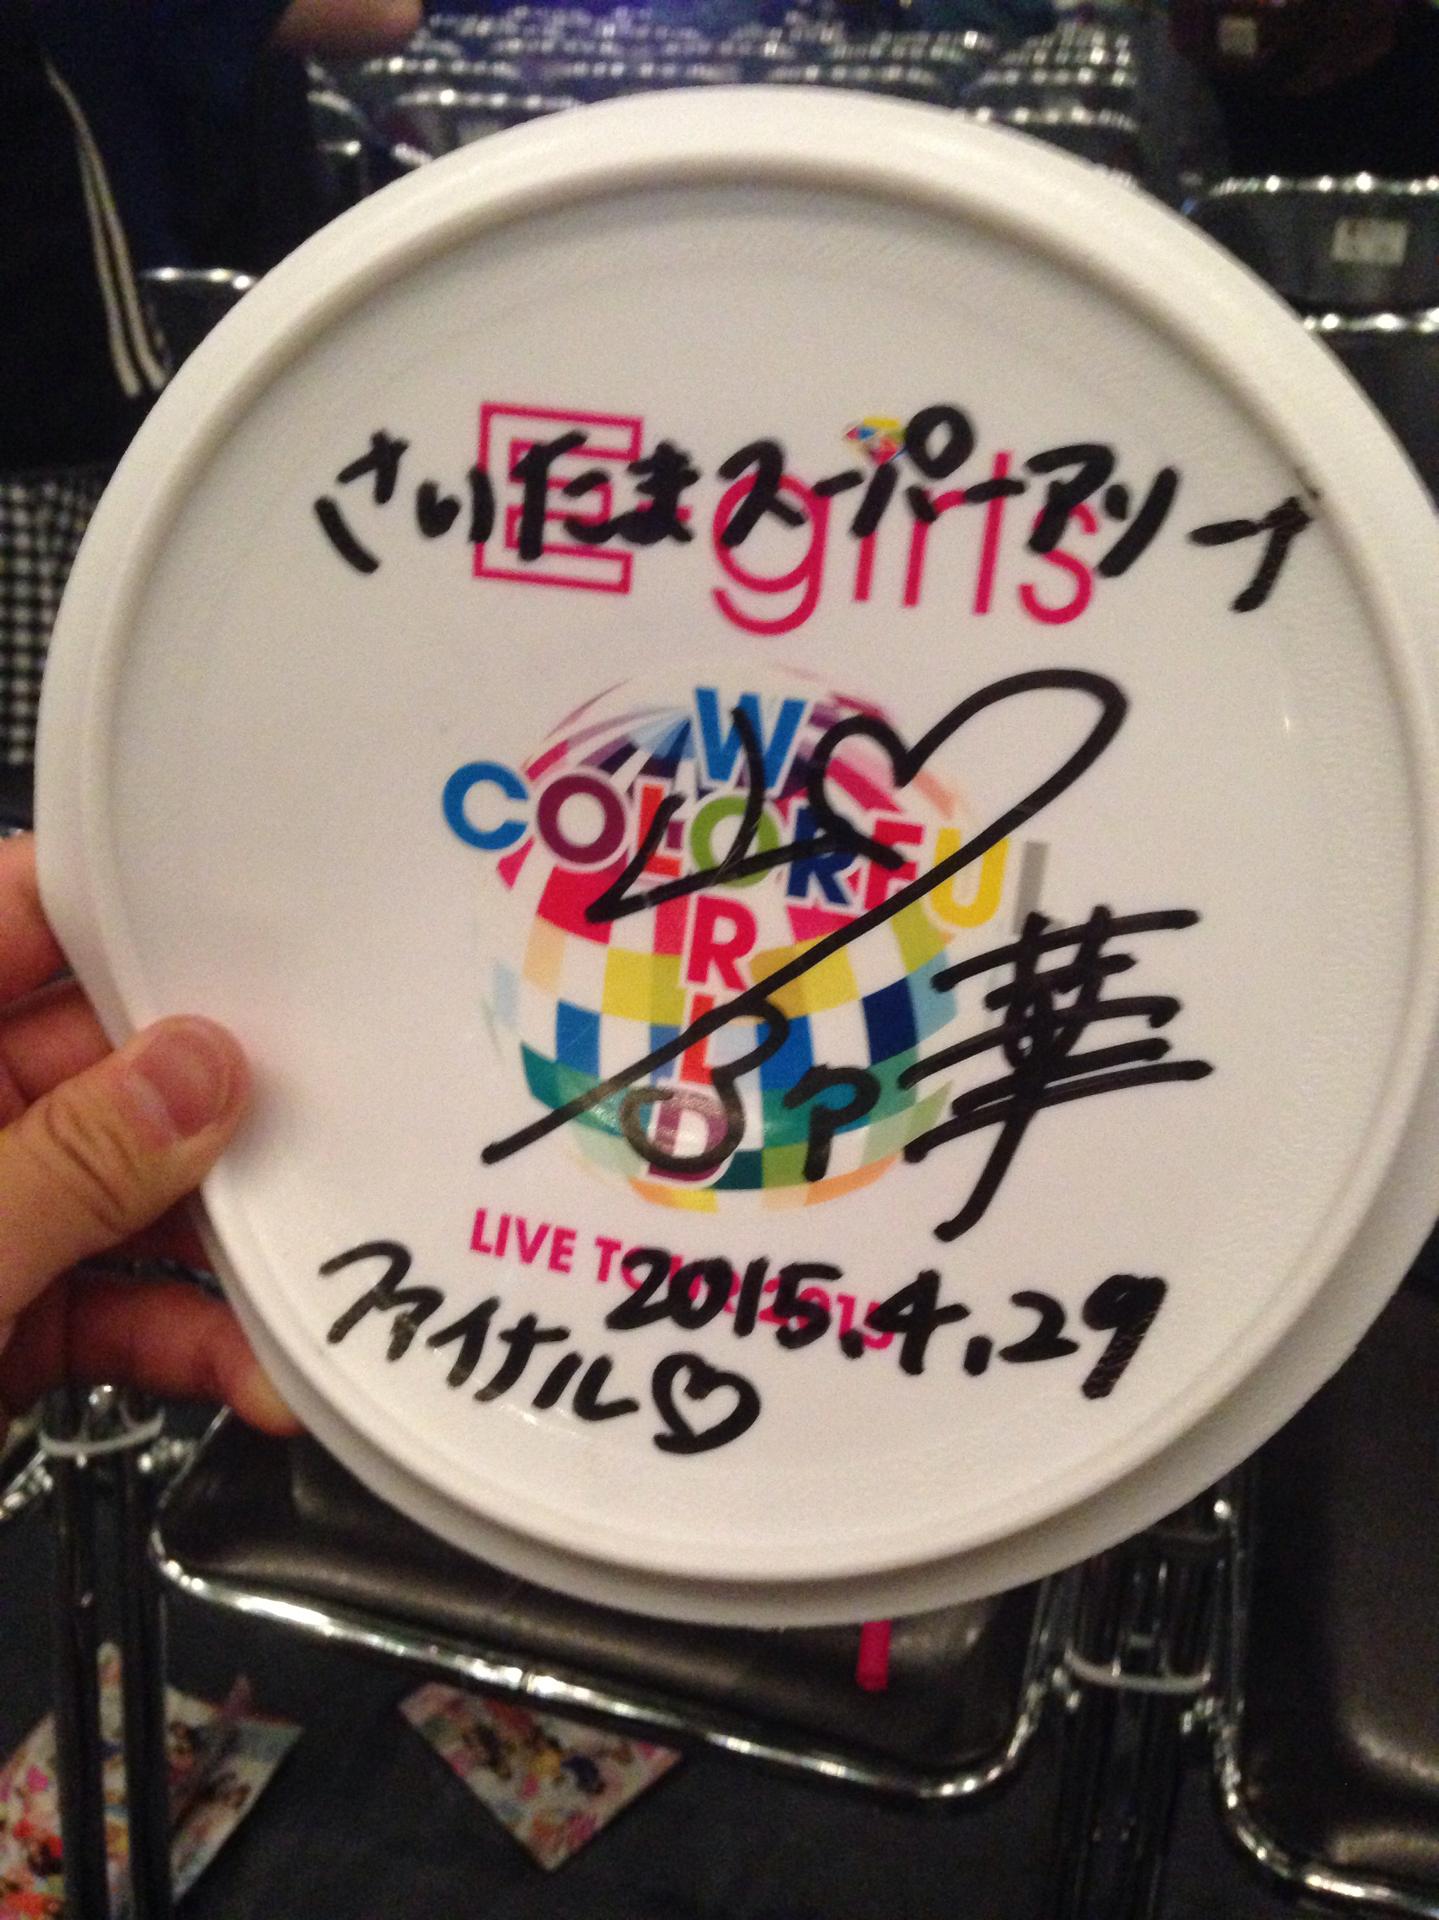 さいたまスーパーアリーナ
E-girls
COLORFUL
WORLD
華
LIVE TOUR 2015
2015.4.29
ファイナル♡